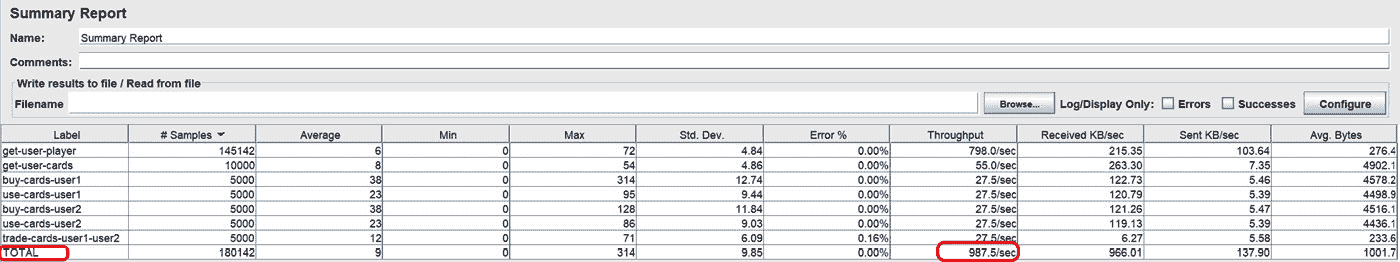 Summary Report
Name: Summary Report
Comments:
Write results to file / Read from file
Filename Browse... Log/Display Only: Errors Successes Configure
Label # Samples Average Min Max Std. Dev. Error % Throughput Received KB/sec Sent KB/sec Avg. Bytes
get-user-player 145142 6 0 72 4.84 0.00% 798.0/sec 215.35 103.64 276.4
get-user-cards 10000 8 0 54 4.86 0.00% 55.0/sec 263.30 7.35 4902.1
buy-cards-user1 5000 38 0 314 12.74 0.00% 27.5/sec 122.73 5.46 4578.2
use-cards-user1 5000 23 0 95 9.44 0.00% 27.5/sec 120.79 5.39 4498.9
buy-cards-user2 5000 38 0 128 11.84 0.00% 27.5/sec 121.26 5.47 4516.1
use-cards-user2 5000 23 0 86 9.03 0.00% 27.5/sec 119.13 5.39 4436.1
trade-cards-user1-user2 5000 12 0 71 6.09 0.16% 27.5/sec 6.27 5.58 233.6
TOTAL 180142 9 0 314 9.85 0.00% 987.5/sec 966.01 137.90 1001.7